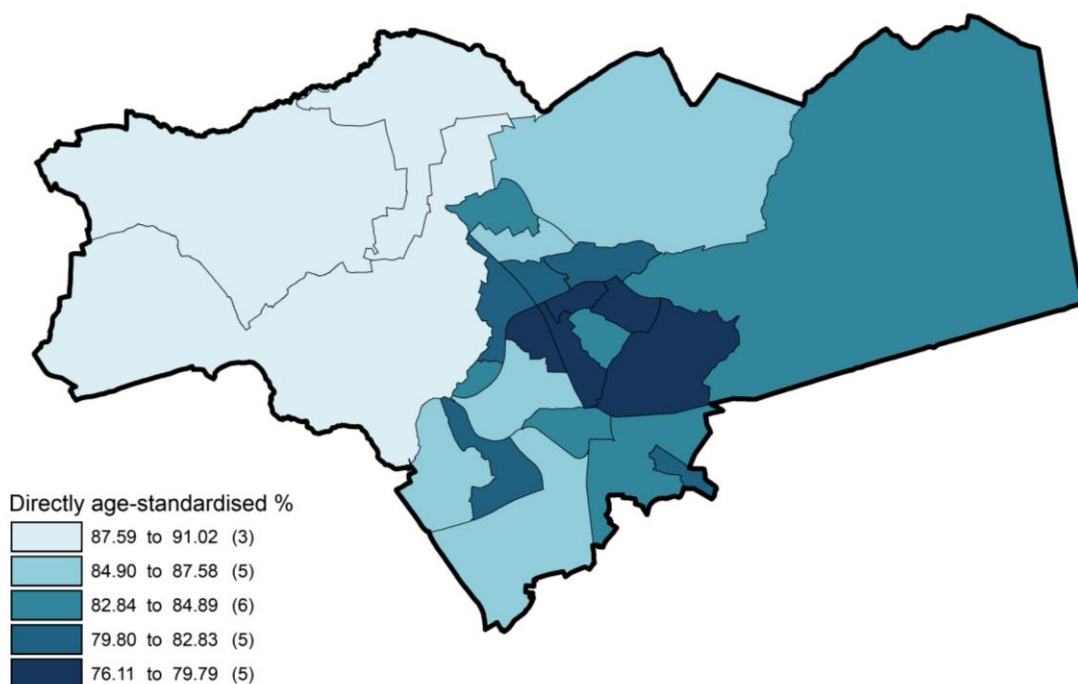 Directly age-standardised %
87.59 to 91.02 (3)
84.90 to 87.58 (5)
82.84 to 84.89 (6)
79.80 to 82.83 (5)
76.11 to 79.79 (5)